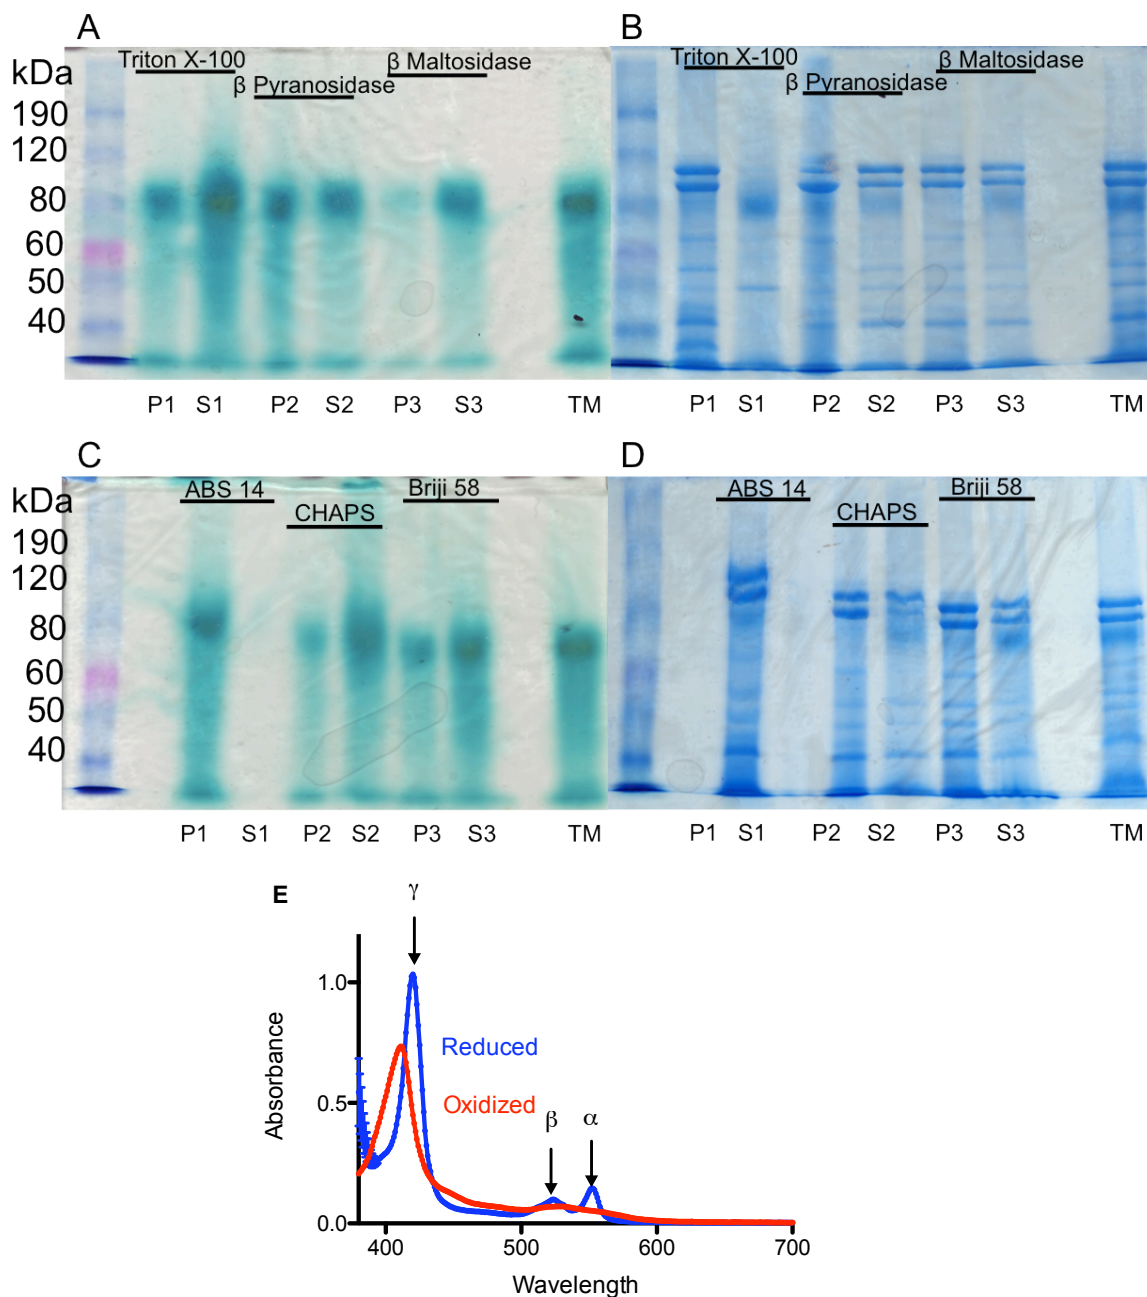 A
B
Triton X-100
β Maltosidase
β Pyranosidase
Triton X-100
β Maltosidase
β Pyranosidase
kDa
190
120
80
60
50
40
P1 S1 P2 S2 P3 S3 TM
P1 S1 P2 S2 P3 S3 TM
C
D
ABS 14
Briji 58
CHAPS
ABS 14
Briji 58
CHAPS
kDa
190
120
80
60
50
40
P1 S1 P2 S2 P3 S3 TM
P1 S1 P2 S2 P3 S3 TM
E
γ
1.0
Reduced
Oxidized
0.5
β α
0.0
Absorbance
400 500 600 700
Wavelength